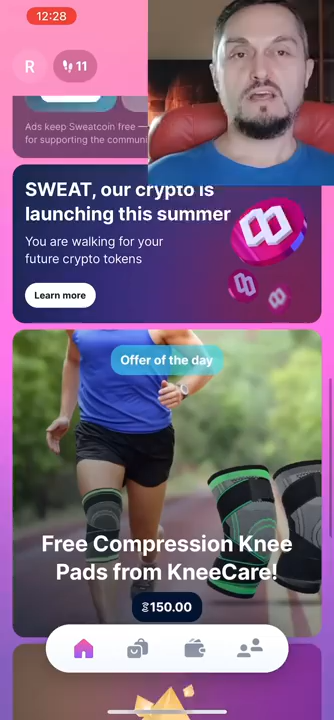 12:28
R
11
Ads keep Sweatcoin free —
for supporting the communi
SWEAT, our crypto is
launching this summer
You are walking for your
future crypto tokens
Learn more
Offer of the day
Free Compression Knee
Pads from KneeCare!
150.00